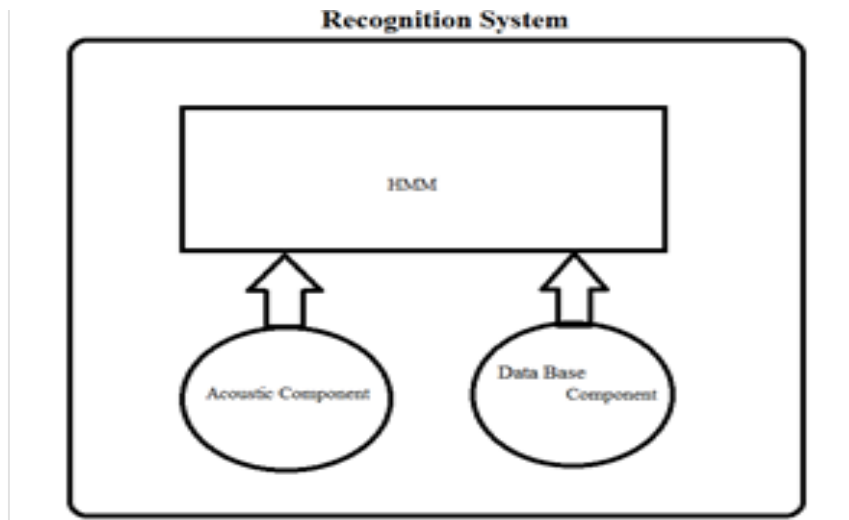 Recognition System
HMM
Acoustic Component
Data Base
Component